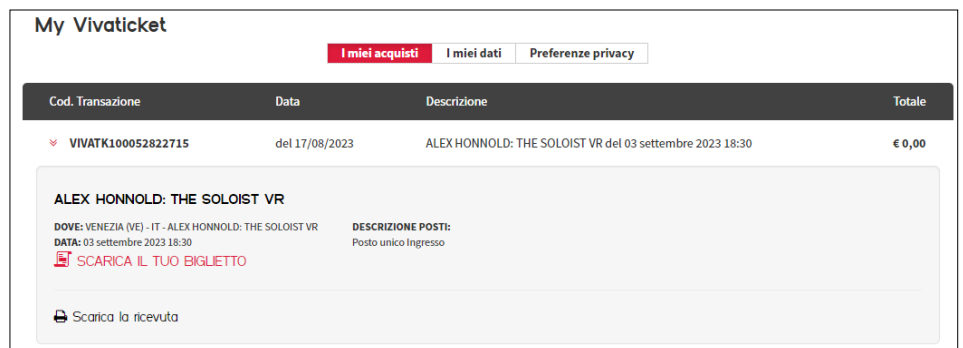 My Vivaticket
I miei acquisti I miei dati Preferenze privacy
Cod. Transazione Data Descrizione Totale
VIVATK100052822715 del 17/08/2023 ALEX HONNOLD: THE SOLOIST VR del 03 settembre 2023 18:30 € 0,00
ALEX HONNOLD: THE SOLOIST VR
DOVE: VENEZIA (VE) - IT - ALEX HONNOLD: THE SOLOIST VR DESCRIZIONE POSTI:
DATA: 03 settembre 2023 18:30 Posto unico Ingresso
SCARICA IL TUO BIGLIETTO
Scarica la ricevuta